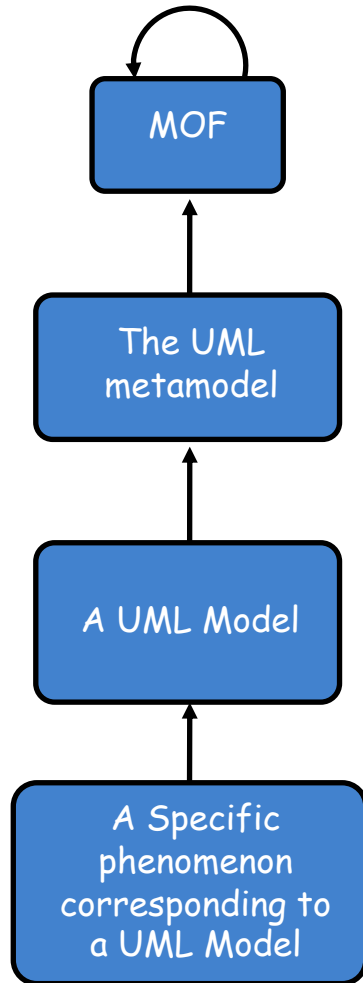 MOF
The UML
metamodel
A UML Model
A Specific
phenomenon
corresponding to
a UML Model